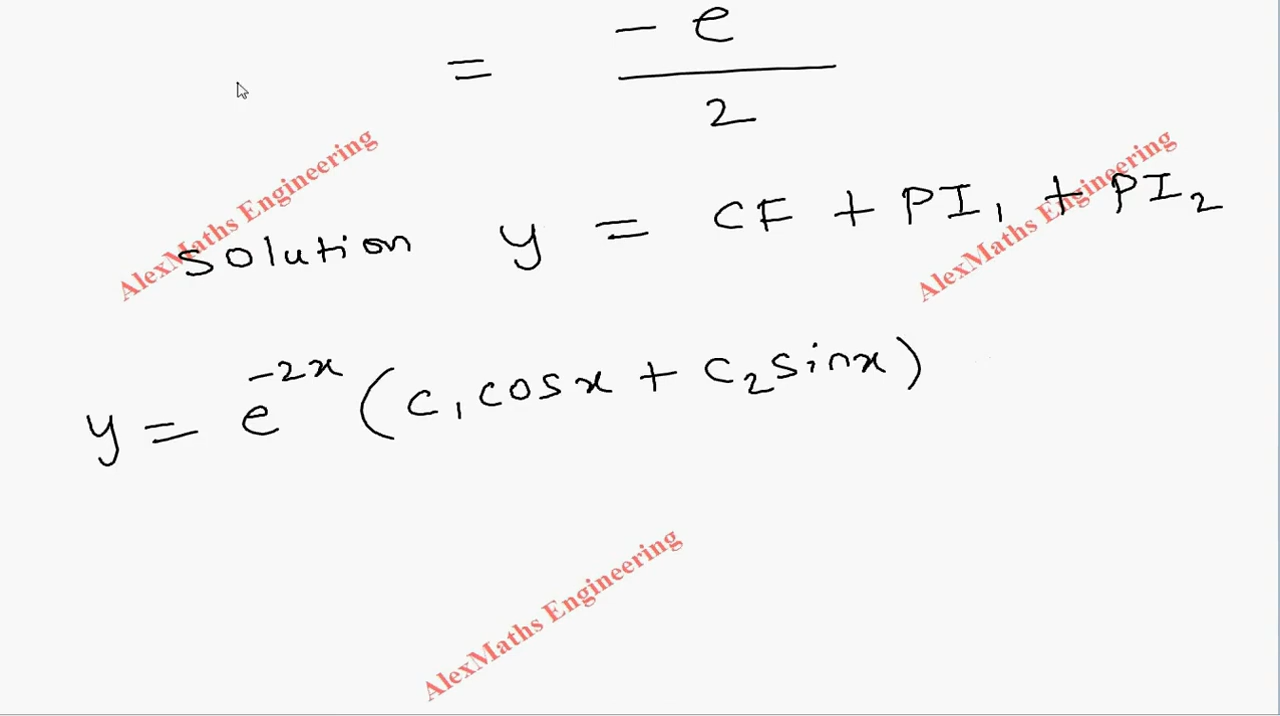 = -e/2
AlexMaths Engineering
AlexMaths Engineering
Solution y = CF + PI₁ + PI₂
y = e⁻²ˣ (c₁cosx + c₂sinx)
AlexMaths Engineering